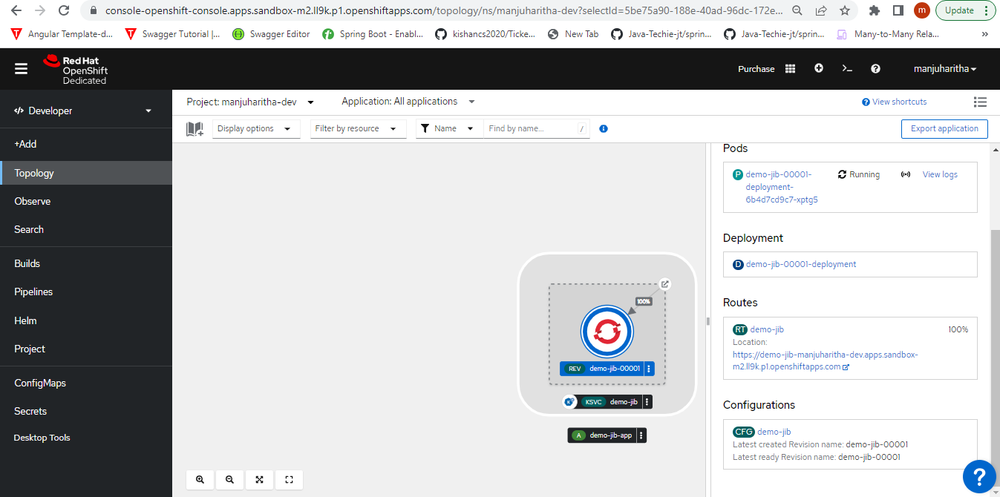 console-openshift-console.apps.sandbox-m2.ll9k.p1.openshiftapps.com/topology/ns/manjuharitha-dev?selectId=5be75a90-188e-40ad-96dc-172e...
m
Update
Angular Template-d...
Swagger Tutorial |...
Swagger Editor
Spring Boot - Enabl...
kishancs2020/Ticke...
New Tab
Java-Techie-jt/sprin...
Java-Techie-jt/sprin...
Many-to-Many Rela...
»
Red Hat
OpenShift
Dedicated
Purchase
manjuharitha
</> Developer
+Add
Topology
Observe
Search
Builds
Pipelines
Helm
Project
ConfigMaps
Secrets
Desktop Tools
Project: manjuharitha-dev
Application: All applications
View shortcuts
Display options
Filter by resource
Name
Find by name...
/
Export application
100%
REV demo-jib-00001
KSVC demo-jib
A demo-jib-app
Pods
P demo-jib-00001-
deployment-
6b4d7cd9c7-xptg5
Running
View logs
Deployment
D demo-jib-00001-deployment
Routes
RT demo-jib
100%
Location:
https://demo-jib-manjuharitha-dev.apps.sandbox-
m2.ll9k.p1.openshiftapps.com
Configurations
CFG demo-jib
Latest created Revision name: demo-jib-00001
Latest ready Revision name: demo-jib-00001
?